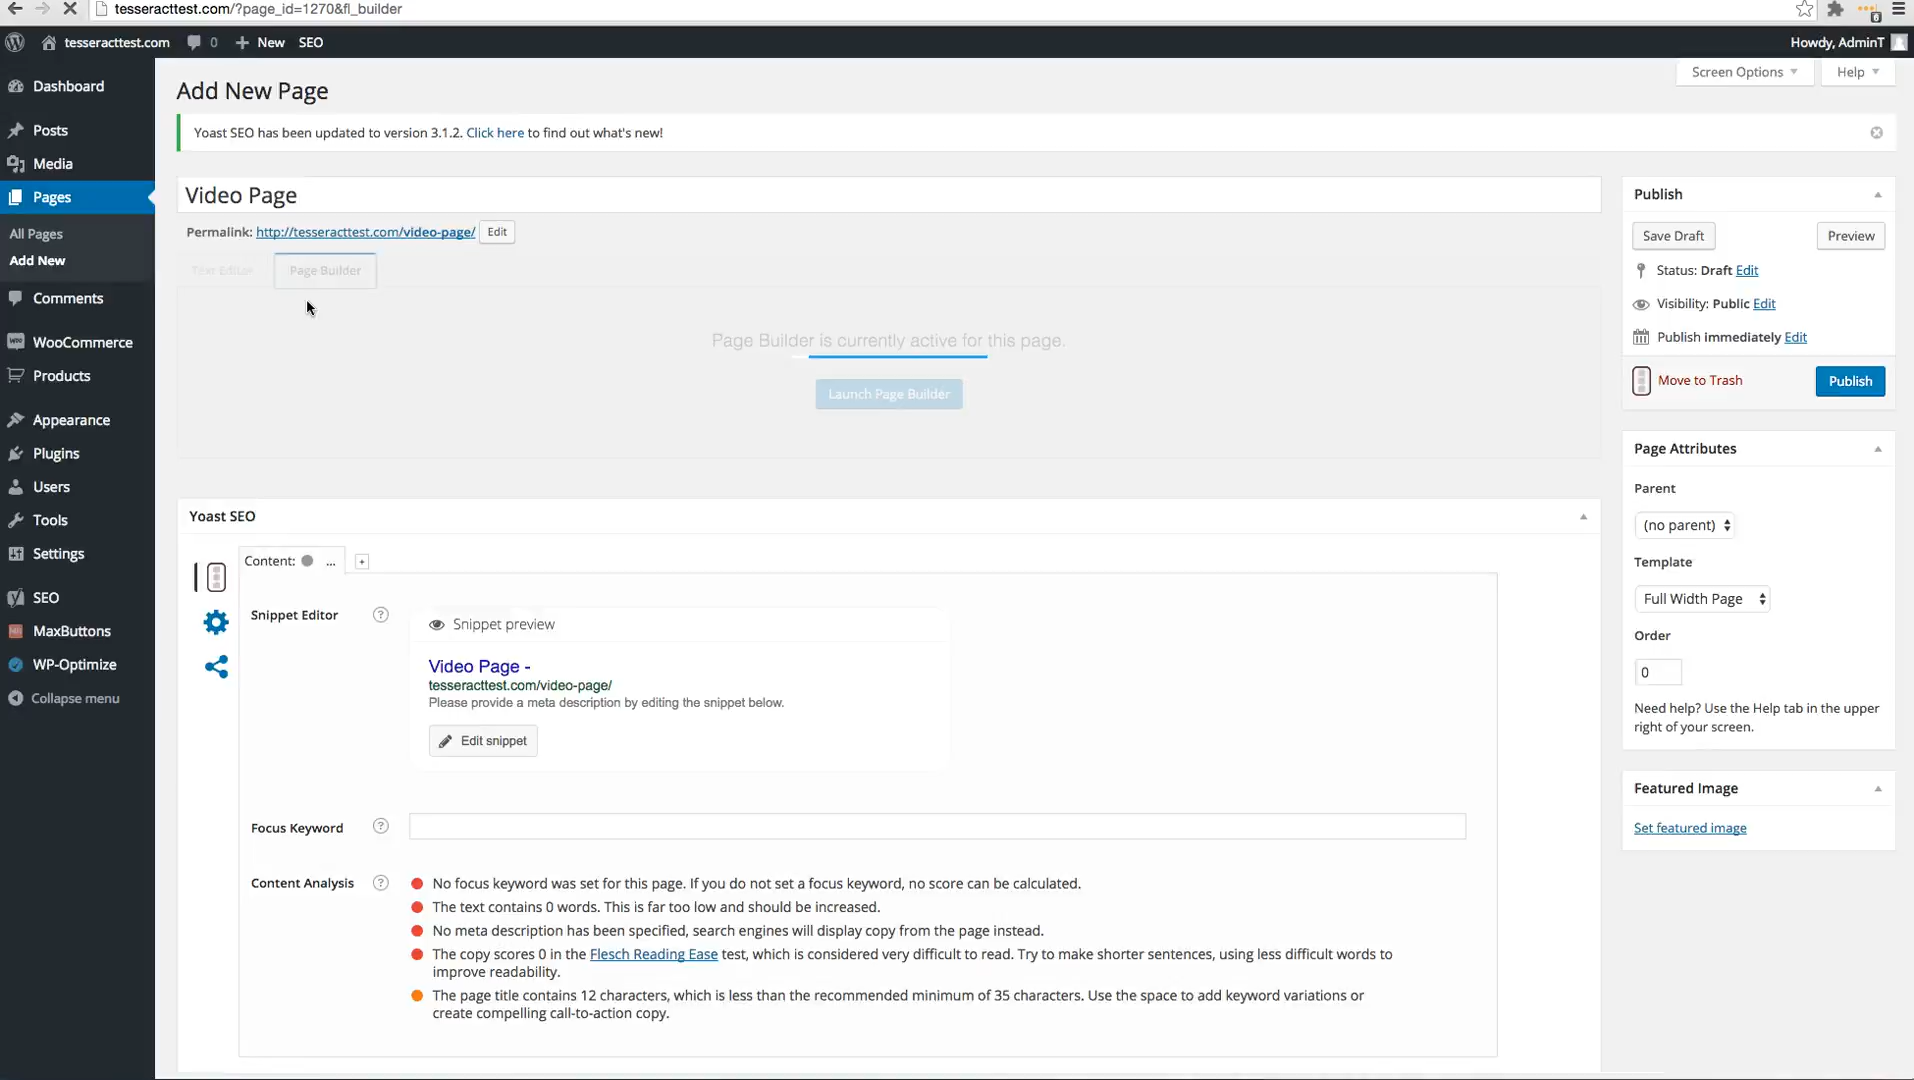 tesseracttest.com/?page_id=1270&fl_builder
tesseracttest.com
0
New
SEO
Howdy, AdminT
Dashboard
Posts
Media
Pages
All Pages
Add New
Comments
WooCommerce
Products
Appearance
Plugins
Users
Tools
Settings
SEO
MaxButtons
WP-Optimize
Collapse menu
Screen Options
Help
Add New Page
Yoast SEO has been updated to version 3.1.2. Click here to find out what's new!
Video Page
Permalink: http://tesseracttest.com/video-page/ Edit
Text Editor
Page Builder
Page Builder is currently active for this page.
Launch Page Builder
Yoast SEO
Content: ...
+
Snippet Editor
?
Snippet preview
Video Page -
tesseracttest.com/video-page/
Please provide a meta description by editing the snippet below.
Edit snippet
Focus Keyword
?
Content Analysis
?
No focus keyword was set for this page. If you do not set a focus keyword, no score can be calculated.
The text contains 0 words. This is far too low and should be increased.
No meta description has been specified, search engines will display copy from the page instead.
The copy scores 0 in the Flesch Reading Ease test, which is considered very difficult to read. Try to make shorter sentences, using less difficult words to
improve readability.
The page title contains 12 characters, which is less than the recommended minimum of 35 characters. Use the space to add keyword variations or
create compelling call-to-action copy.
Publish
Save Draft
Preview
Status: Draft Edit
Visibility: Public Edit
Publish immediately Edit
Move to Trash
Publish
Page Attributes
Parent
(no parent)
Template
Full Width Page
Order
0
Need help? Use the Help tab in the upper
right of your screen.
Featured Image
Set featured image